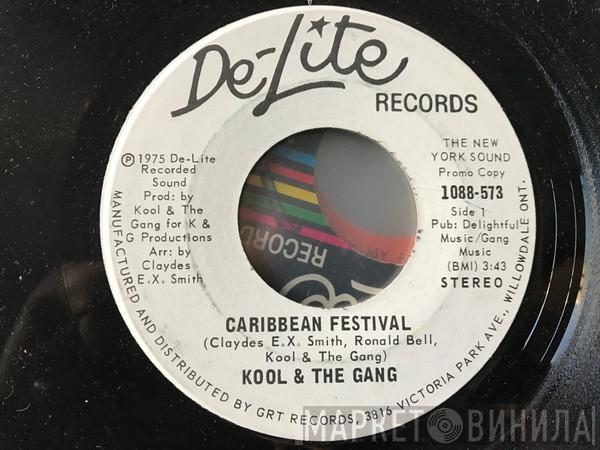 De-Lite
RECORDS
℗ 1975 De-Lite
Recorded
Sound
Prod: by
Kool & The
Gang for K &
G Productions
Arr: by
Claydes
E.X. Smith
THE NEW
YORK SOUND
Promo Copy
1088-573
Side 1
Pub: Delightful
Music/Gang
Music
(BMI) 3:43
STEREO
RECORD
MY
CARIBBEAN FESTIVAL
(Claydes E.X. Smith, Ronald Bell,
Kool & The Gang)
KOOL & THE GANG
MANUFACTURED AND DISTRIBUTED BY GRT RECORDS, 3816 VICTORIA PARK AVE., WILLOWDALE ONT.
МАРКЕТ ВИНИЛА